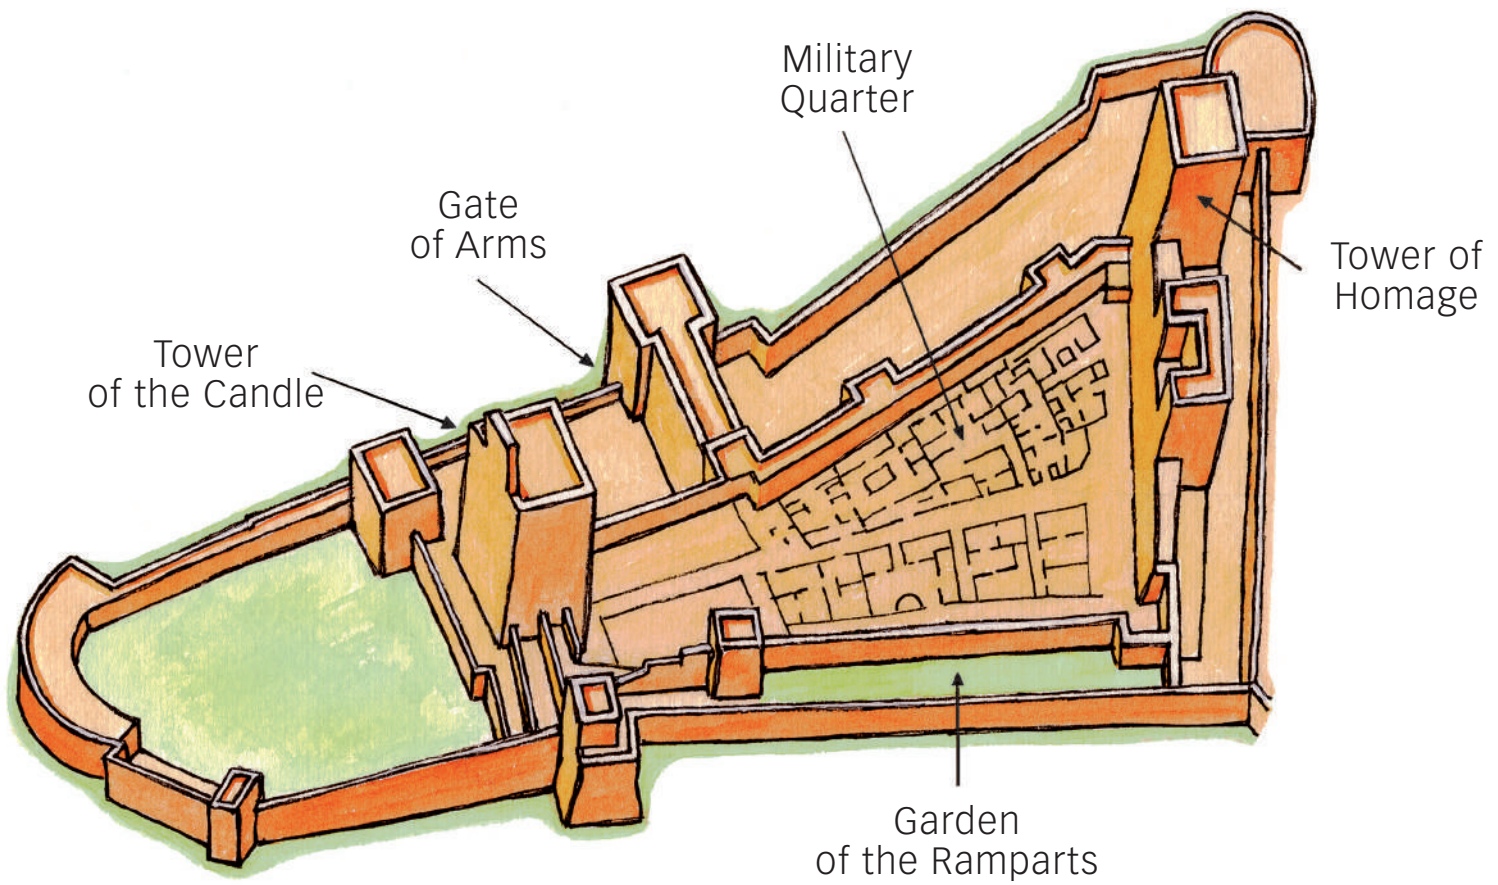 Military
Quarter
Gate
of Arms
Tower of
Homage
Tower
of the Candle
Garden
of the Ramparts